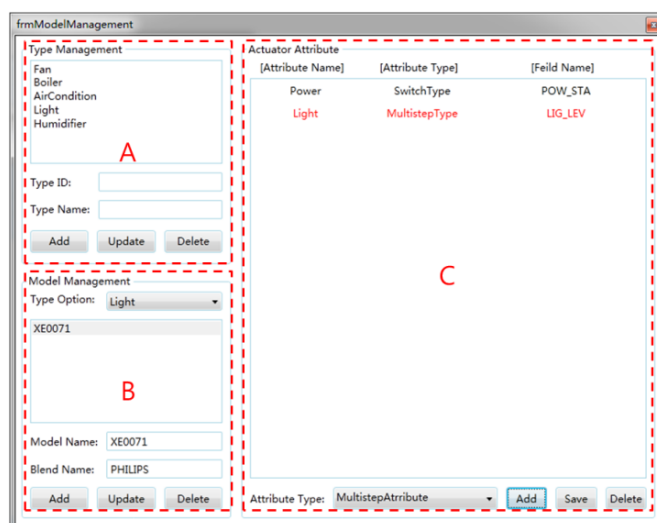 frmModelManagement
Type Management
Fan
Boiler
AirCondition
Light
Humidifier
A
Type ID:
Type Name:
Add Update Delete
Model Management
Type Option: Light
XE0071
B
Model Name: XE0071
Blend Name: PHILIPS
Add Update Delete
Actuator Attribute
[Attribute Name] [Attribute Type] [Feild Name]
Power SwitchType POW_STA
Light MultistepType LIG_LEV
C
Attribute Type: MultistepAtrribute Add Save Delete